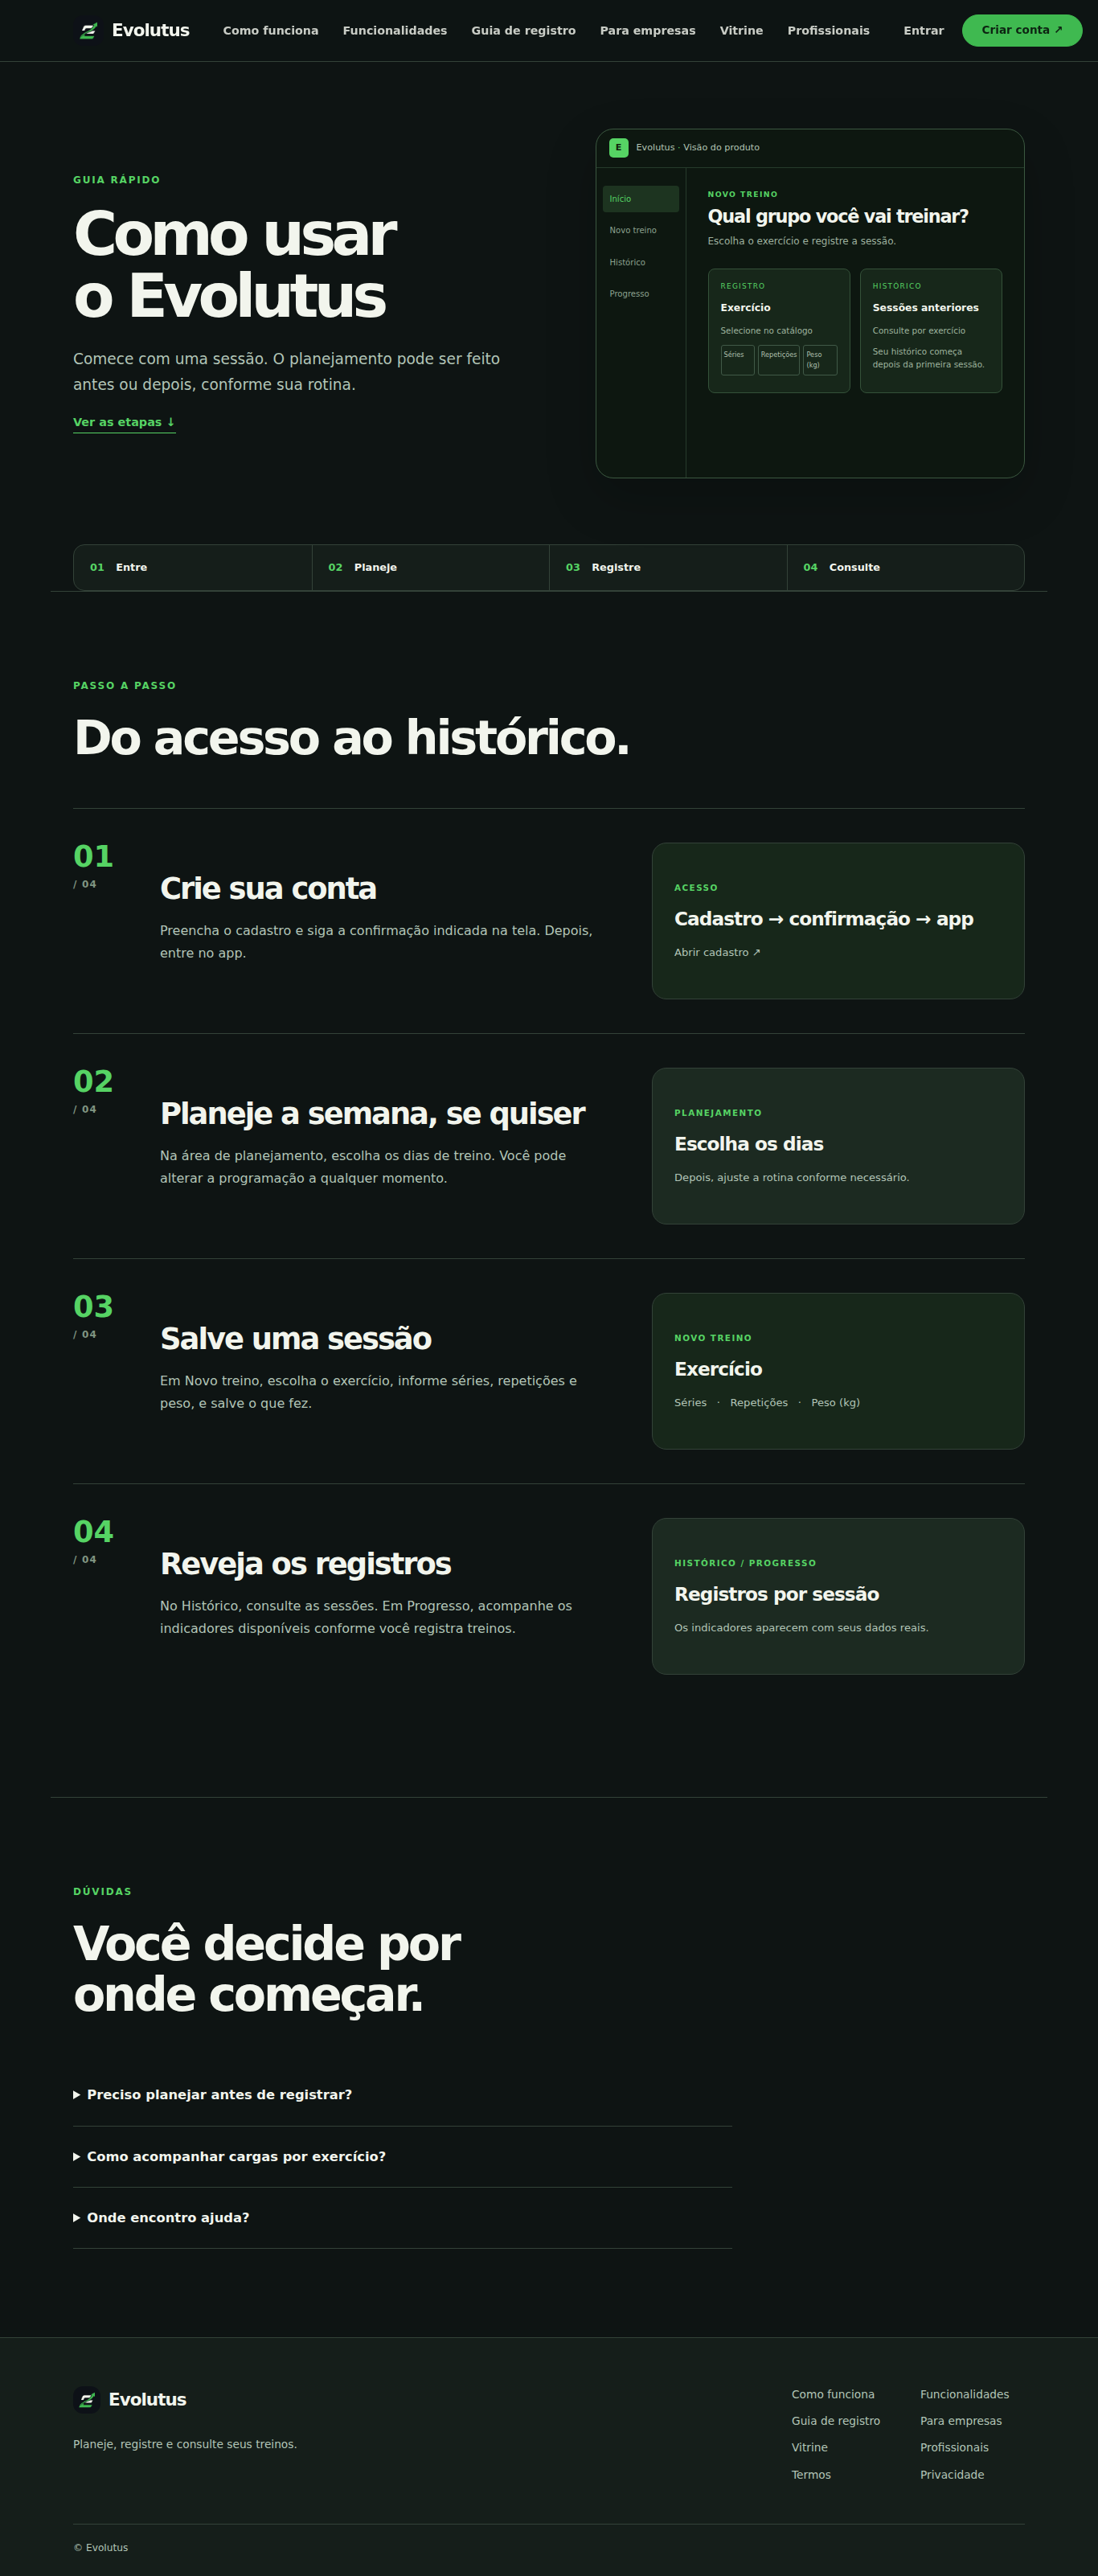 Evolutus
Como funciona
Funcionalidades
Guia de registro
Para empresas
Vitrine
Profissionais
Entrar
Criar conta ↗
GUIA RÁPIDO
Como usar
o Evolutus
Comece com uma sessão. O planejamento pode ser feito
antes ou depois, conforme sua rotina.
Ver as etapas ↓
E
Evolutus · Visão do produto
Início
Novo treino
Histórico
Progresso
NOVO TREINO
Qual grupo você vai treinar?
Escolha o exercício e registre a sessão.
REGISTRO
Exercício
Selecione no catálogo
Séries
Repetições
Peso
(kg)
HISTÓRICO
Sessões anteriores
Consulte por exercício
Seu histórico começa
depois da primeira sessão.
01 Entre
02 Planeje
03 Registre
04 Consulte
PASSO A PASSO
Do acesso ao histórico.
01
/ 04
Crie sua conta
Preencha o cadastro e siga a confirmação indicada na tela. Depois,
entre no app.
ACESSO
Cadastro → confirmação → app
Abrir cadastro ↗
02
/ 04
Planeje a semana, se quiser
Na área de planejamento, escolha os dias de treino. Você pode
alterar a programação a qualquer momento.
PLANEJAMENTO
Escolha os dias
Depois, ajuste a rotina conforme necessário.
03
/ 04
Salve uma sessão
Em Novo treino, escolha o exercício, informe séries, repetições e
peso, e salve o que fez.
NOVO TREINO
Exercício
Séries · Repetições · Peso (kg)
04
/ 04
Reveja os registros
No Histórico, consulte as sessões. Em Progresso, acompanhe os
indicadores disponíveis conforme você registra treinos.
HISTÓRICO / PROGRESSO
Registros por sessão
Os indicadores aparecem com seus dados reais.
DÚVIDAS
Você decide por
onde começar.
Preciso planejar antes de registrar?
Como acompanhar cargas por exercício?
Onde encontro ajuda?
Evolutus
Planeje, registre e consulte seus treinos.
Como funciona
Funcionalidades
Guia de registro
Para empresas
Vitrine
Profissionais
Termos
Privacidade
© Evolutus